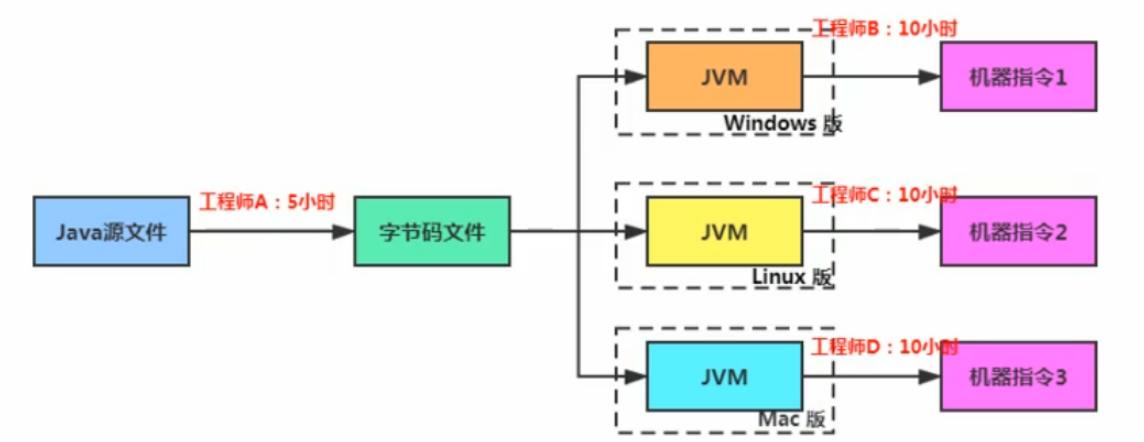 工程师B：10小时
JVM
机器指令1
Windows 版
工程师A：5小时
Java源文件
字节码文件
工程师C：10小时
JVM
机器指令2
Linux 版
工程师D：10小时
JVM
机器指令3
Mac 版